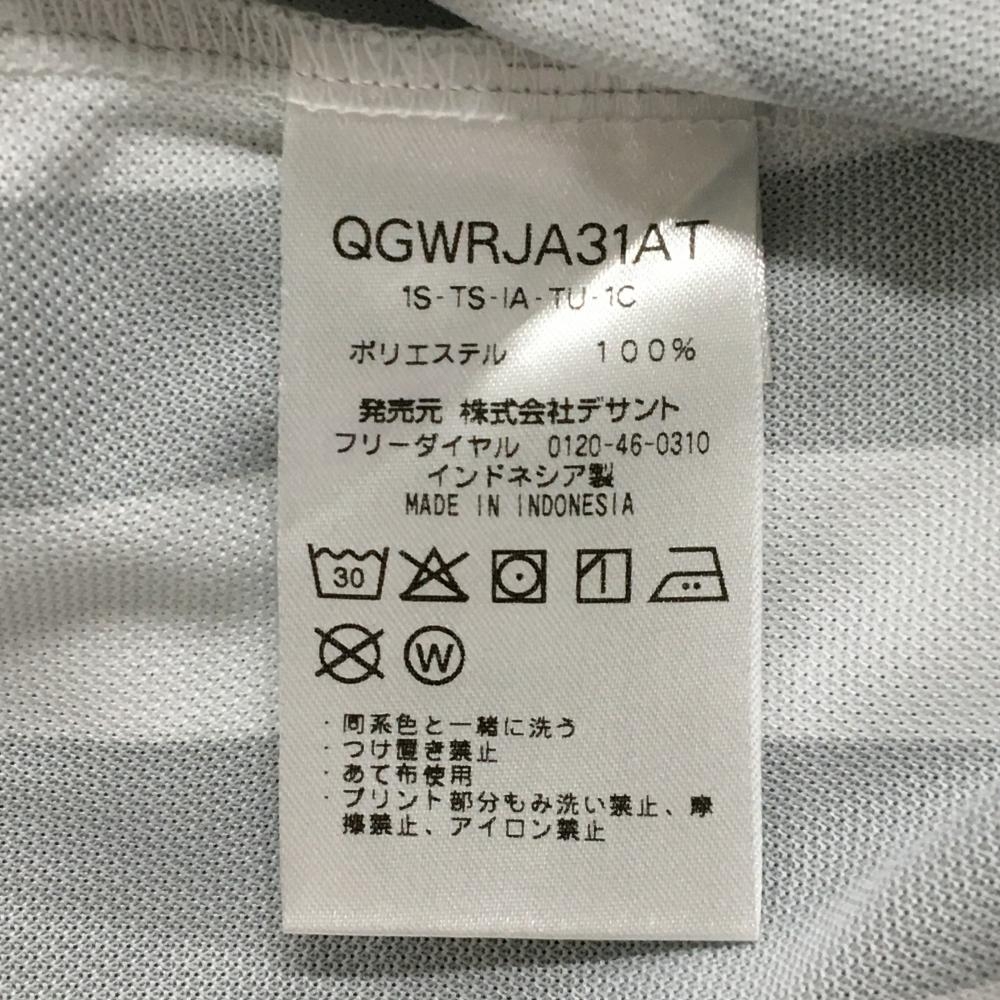 QGWRJA31AT
1S-TS-IA-TU-1C
ポリエステル 100%
発売元 株式会社デサント
フリーダイヤル 0120-46-0310
インドネシア製
MADE IN INDONESIA
30
W
・同系色と一緒に洗う
・つけ置き禁止
・あて布使用
・プリント部分もみ洗い禁止、摩
擦禁止、アイロン禁止